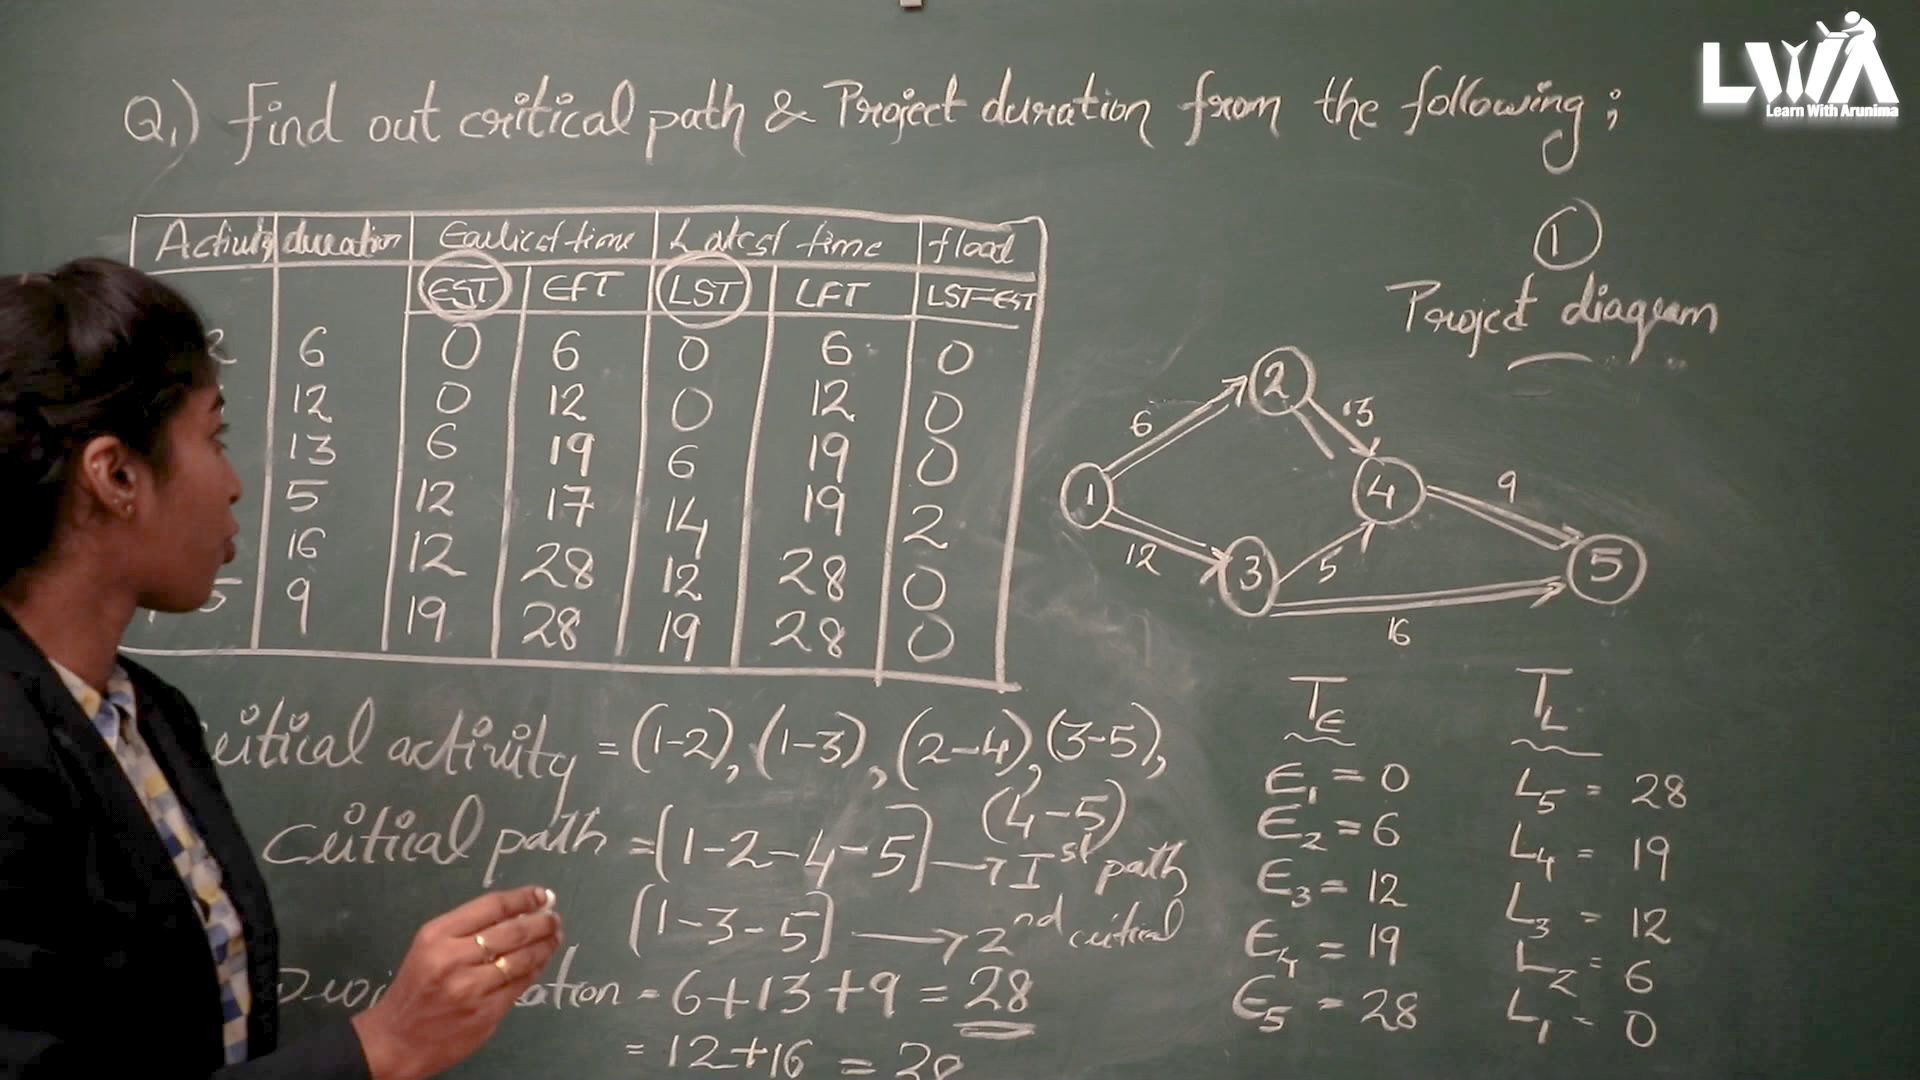 LWA
Learn With Arunima
Q1) Find out critical path & Project duration from the following;
Activity duration Earliest time Latest time float
EST EFT LST LFT LST-EST
2 6 0 6 0 6 0
12 0 12 0 12 0
13 6 19 6 19 0
5 12 17 14 19 2
16 12 28 12 28 0
5 9 19 28 19 28 0
1
Project diagram
2
6 13
1 4 9
12 3 5 5
16
critical activity = (1-2), (1-3), (2-4), (3-5),
(4-5)
Critical path = [1-2-4-5] → Ist path
[1-3-5] → 2nd critical
ation = 6+13+9 = 28
= 12+16 = 28
TE TL
E1 = 0 L5 = 28
E2 = 6 L4 = 19
E3 = 12 L3 = 12
E4 = 19 L2 = 6
E5 = 28 L1 = 0